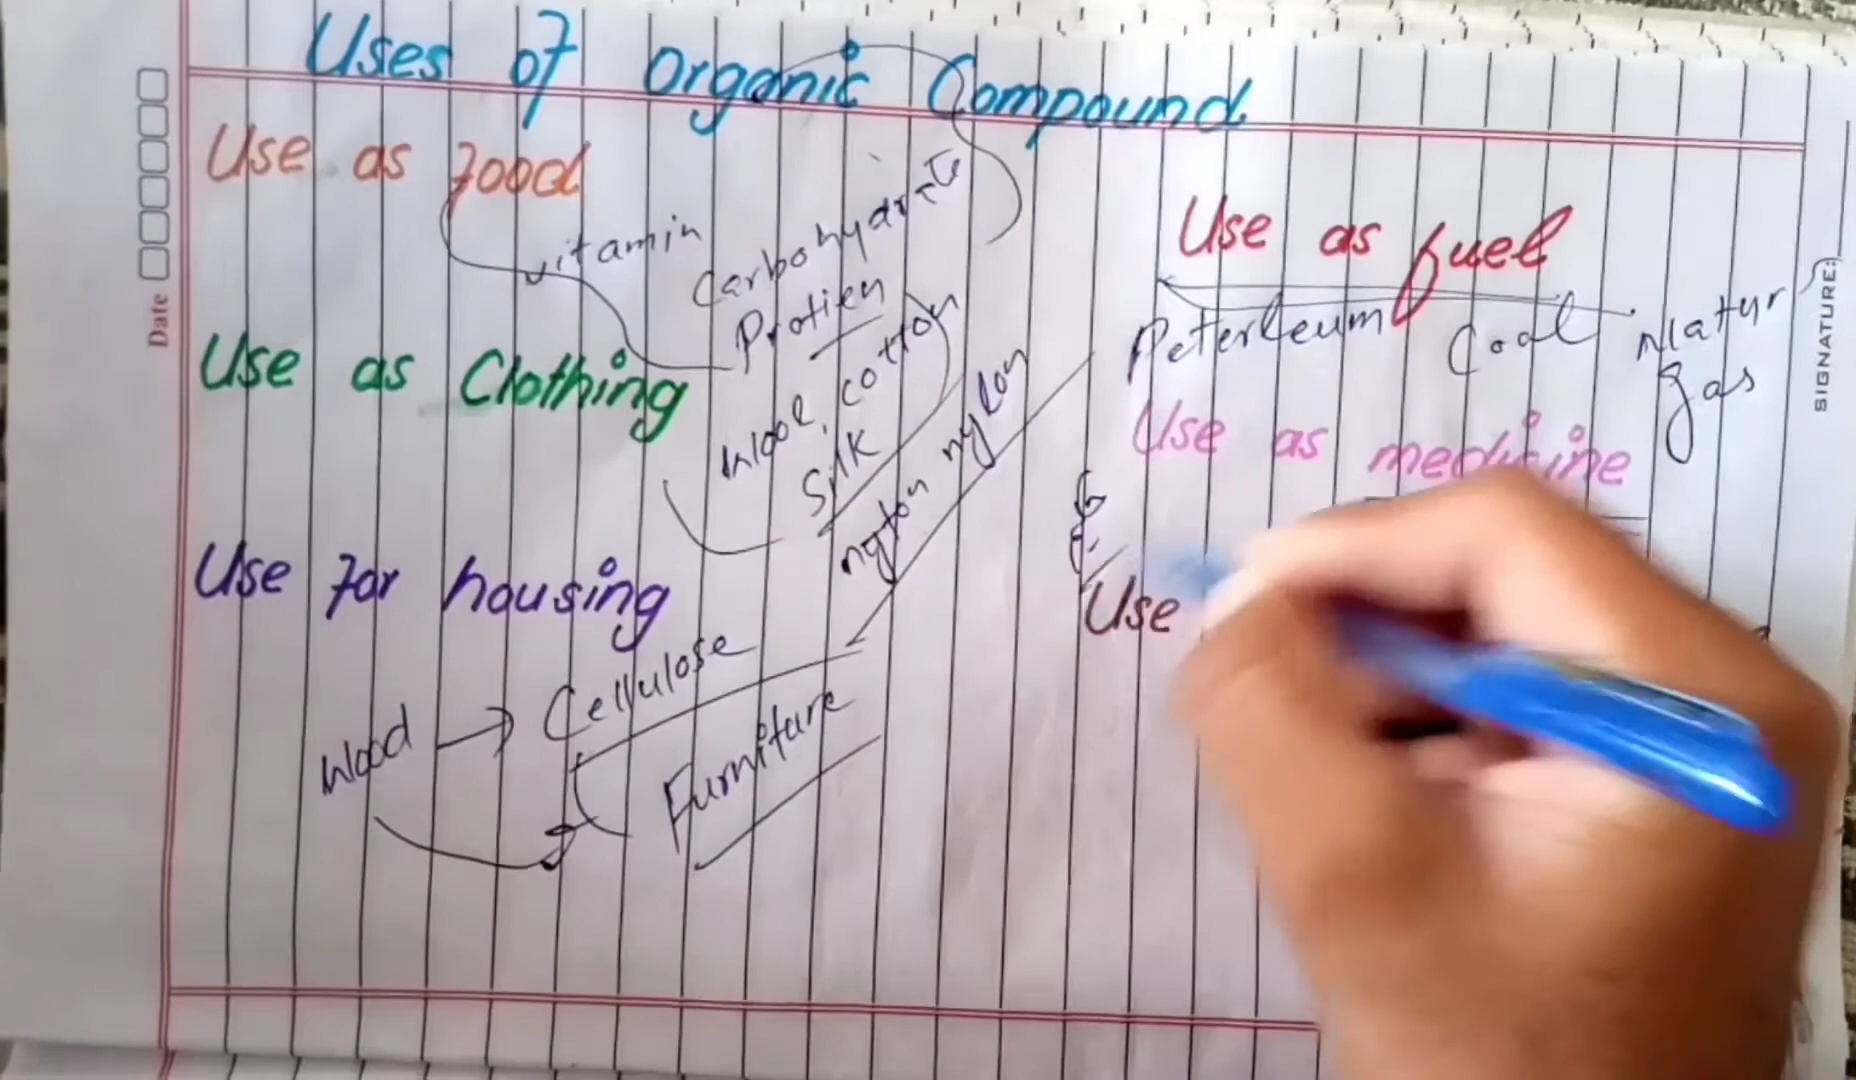 Uses of Organic Compound
Use as food
vitamin
Carbohydrate
Protien
Use as Clothing
Wool, cotton
Silk
nylon
Use for housing
Wood → Cellulose
Furniture
Use as fuel
Peterleum
Coal
Natur
gas
Use as medicine
Use
Date
SIGNATURE: